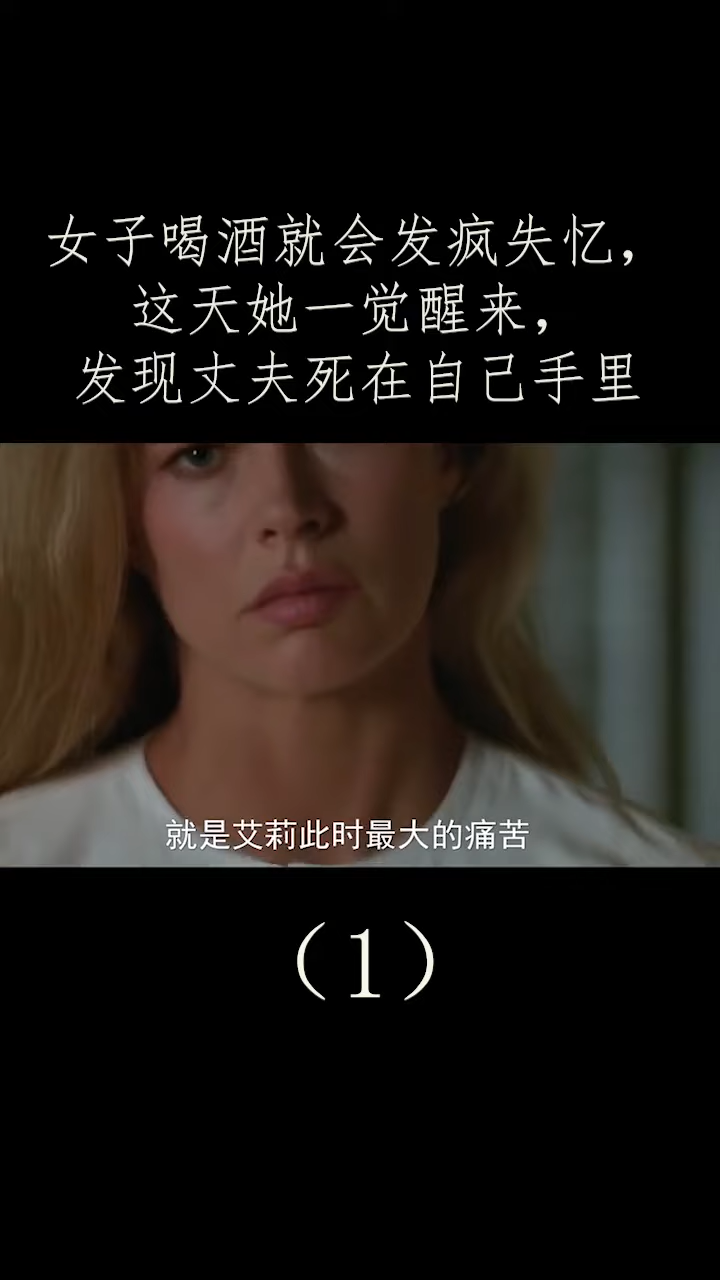 女子喝酒就会发疯失忆，
这天她一觉醒来，
发现丈夫死在自己手里
就是艾莉此时最大的痛苦
（1）